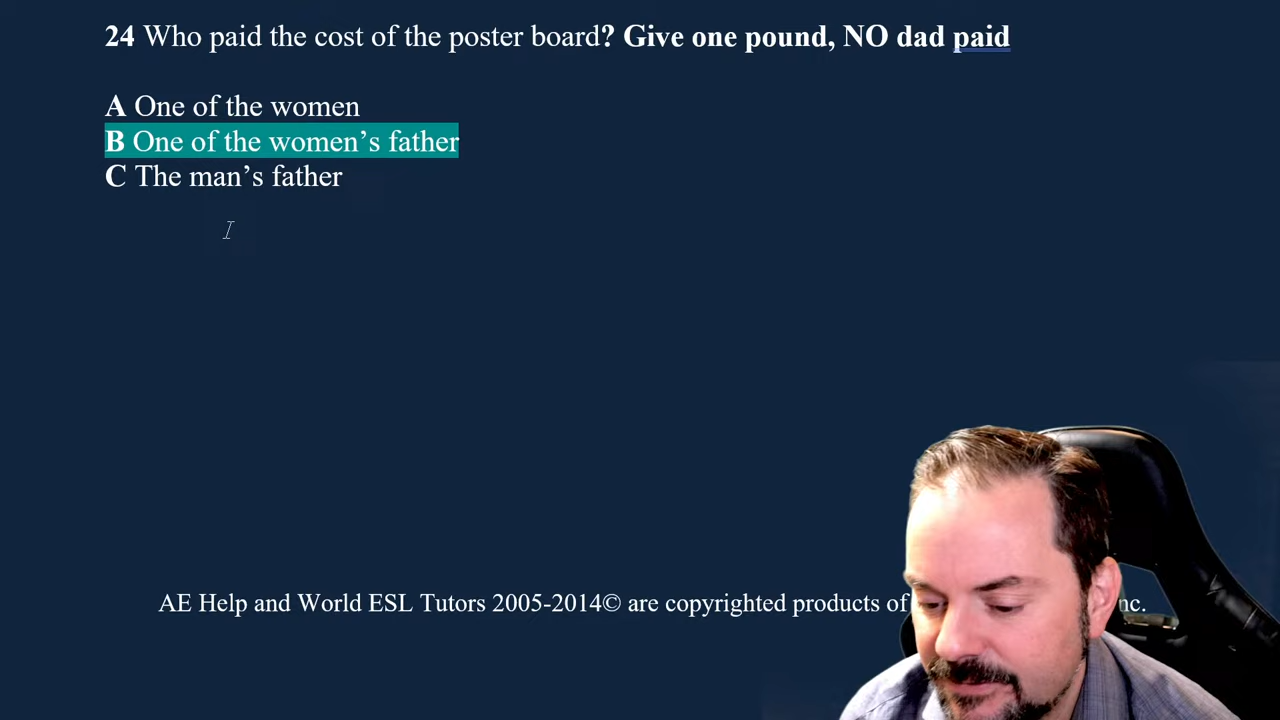 24 Who paid the cost of the poster board? Give one pound, NO dad paid
A One of the women
B One of the women’s father
C The man’s father
AE Help and World ESL Tutors 2005-2014© are copyrighted products of nc.